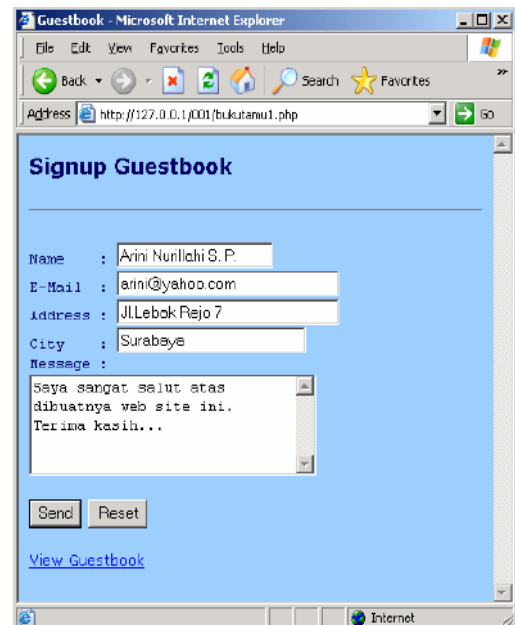 Guestbook - Microsoft Internet Explorer
File Edit View Favorites Tools Help
Back Search Favorites »
Address http://127.0.0.1/001/bukutamu1.php Go
Signup Guestbook
Name : Arini Nurillahi S. P.
E-Mail : arini@yahoo.com
Address : Jl.Lebak Rejo 7
City : Surabaya
Message :
Saya sangat salut atas
dibuatnya web site ini.
Terima kasih...
Send Reset
View Guestbook
Internet